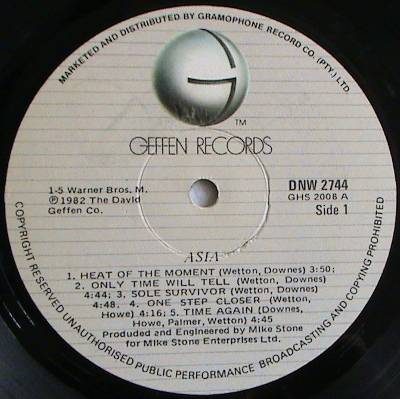 MARKETED AND DISTRIBUTED BY GRAMOPHONE RECORD CO. (PTY.) LTD.
G
TM
GEFFEN RECORDS
1-5 Warner Bros. M.
℗ 1982 The David
Geffen Co.
DNW 2744
GHS 2008 A
Side 1
ASIA
1. HEAT OF THE MOMENT (Wetton, Downes) 3:50;
2. ONLY TIME WILL TELL (Wetton, Downes)
4:44; 3. SOLE SURVIVOR (Wetton, Downes)
4:48. 4. ONE STEP CLOSER (Wetton,
Howe) 4:16; 5. TIME AGAIN (Downes,
Howe, Palmer, Wetton) 4:45
Produded and Engineered by Mike Stone
for Mike Stone Enterprises Ltd.
COPYRIGHT RESERVED UNAUTHORISED PUBLIC PERFORMANCE BROADCASTING AND COPYING PROHIBITED